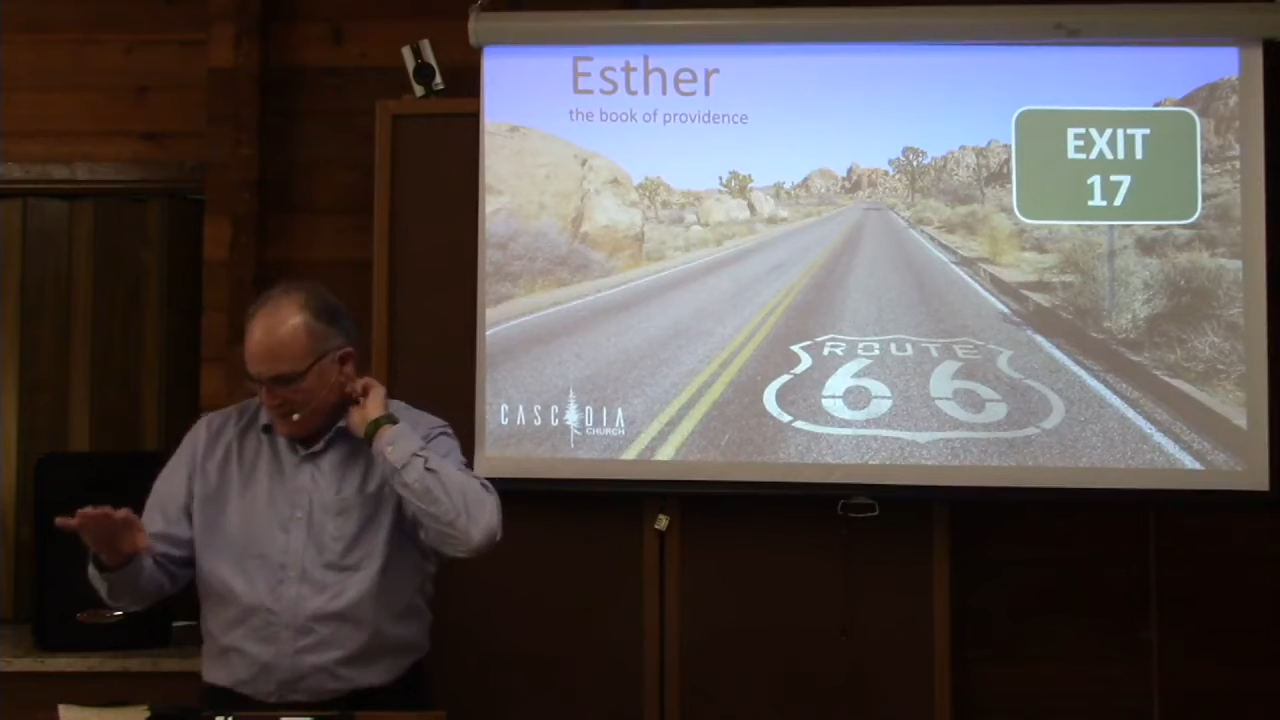 Esther
the book of providence
EXIT
17
ROUTE
66
CASCADIA
CHURCH